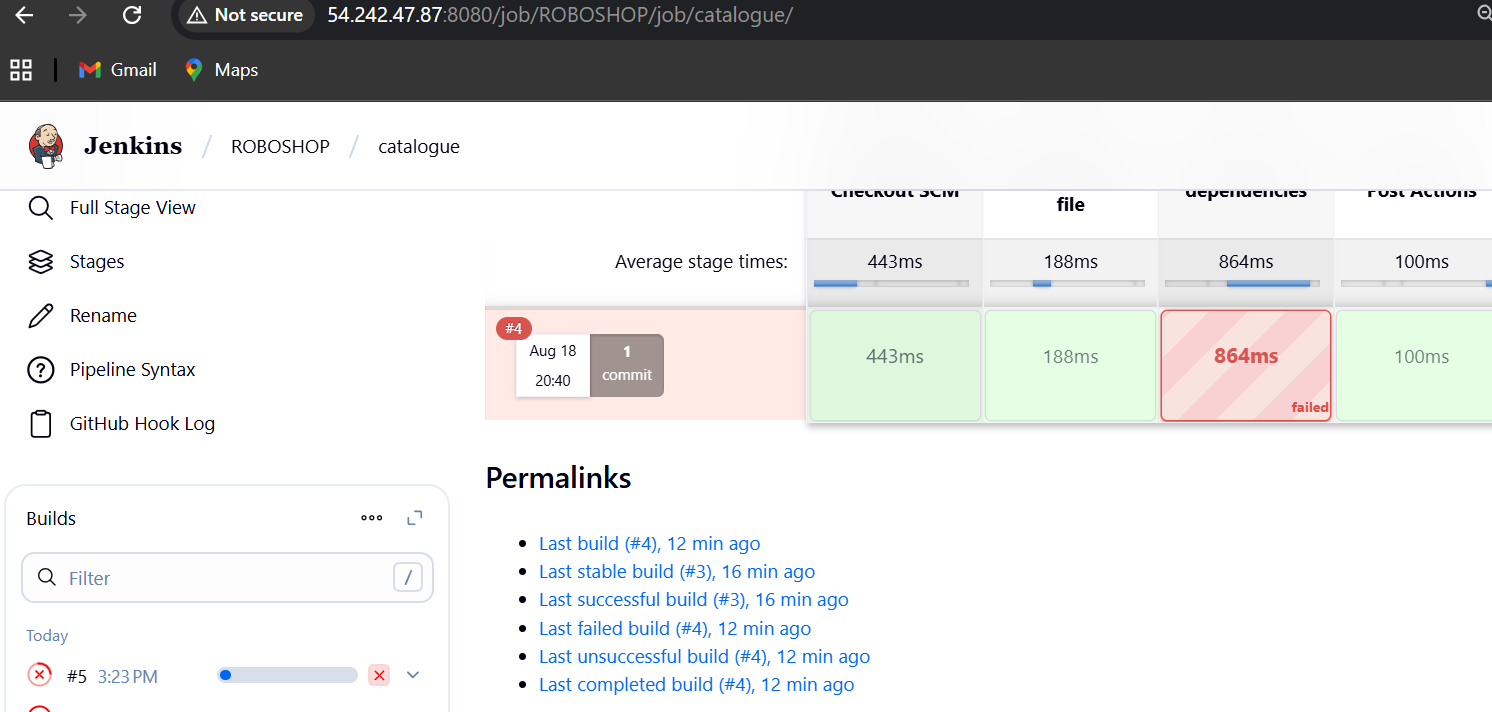 Not secure 54.242.47.87:8080/job/ROBOSHOP/job/catalogue/
Gmail Maps
Jenkins / ROBOSHOP / catalogue
Checkout SCM dependencies Post Actions
file
Full Stage View
Stages
Rename
Pipeline Syntax
GitHub Hook Log
Average stage times: 443ms 188ms 864ms 100ms
#4
Aug 18 1
20:40 commit
443ms 188ms 864ms 100ms
failed
Permalinks
Last build (#4), 12 min ago
Last stable build (#3), 16 min ago
Last successful build (#3), 16 min ago
Last failed build (#4), 12 min ago
Last unsuccessful build (#4), 12 min ago
Last completed build (#4), 12 min ago
Builds
Filter /
Today
#5 3:23 PM